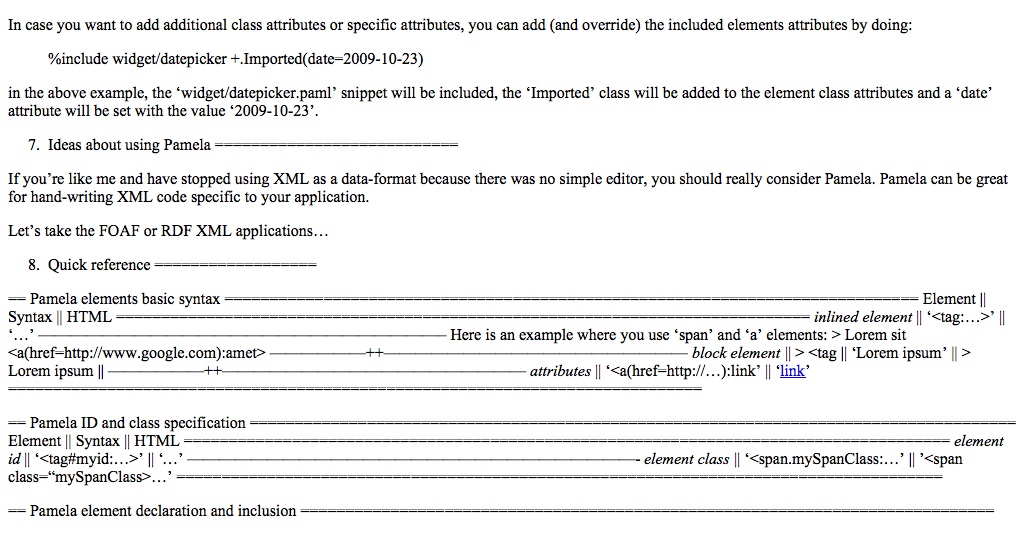 In case you want to add additional class attributes or specific attributes, you can add (and override) the included elements attributes by doing:
%include widget/datepicker +.Imported(date=2009-10-23)
in the above example, the ‘widget/datepicker.paml’ snippet will be included, the ‘Imported’ class will be added to the element class attributes and a ‘date’
attribute will be set with the value ‘2009-10-23’.
7. Ideas about using Pamela ===========================
If you’re like me and have stopped using XML as a data-format because there was no simple editor, you should really consider Pamela. Pamela can be great
for hand-writing XML code specific to your application.
Let’s take the FOAF or RDF XML applications…
8. Quick reference ==================
== Pamela elements basic syntax ============================================================================= Element ||
Syntax || HTML ============================================================================= inlined element || ‘<tag:…>’ ||
‘…’ —————————————————————— Here is an example where you use ‘span’ and ‘a’ elements: > Lorem sit
<a(href=http://www.google.com):amet> ——————++—————————————————— block element || > <tag || ‘Lorem ipsum’ || >
Lorem ipsum || ——————++—————————————————— attributes || ‘<a(href=http://…):link’ || ‘link’
=============================================================================
== Pamela ID and class specification =====================================================================================
Element || Syntax || HTML ===================================================================================== element
id || ‘<tag#myid:…>’ || ‘…’ ——————————————————————- element class || ‘<span.mySpanClass:…’ || ’<span
class=“mySpanClass>…’ =====================================================================================
== Pamela element declaration and inclusion =============================================================================